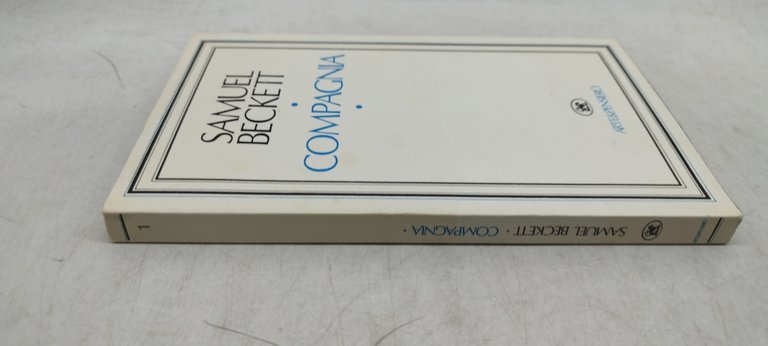 SAMUEL
BECKETT
• COMPAGNIA •
SAMUEL BECKETT • COMPAGNIA •
1